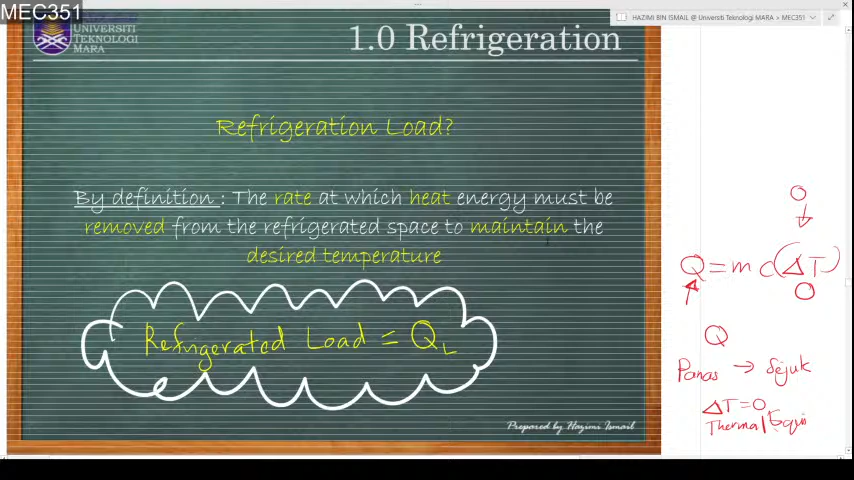 MEC351
HAZIMI BIN ISMAIL @ Universiti Teknologi MARA > MEC351
UNIVERSITI
TEKNOLOGI
MARA
1.0 Refrigeration
Refrigeration Load?
By definition : The rate at which heat energy must be
removed from the refrigerated space to maintain the
desired temperature
Refrigerated Load = QL
Prepared by Hazimi Ismail
O
Q = m c (ΔT)
O
Q
Panas → Sejuk
ΔT = 0
Thermal Equi